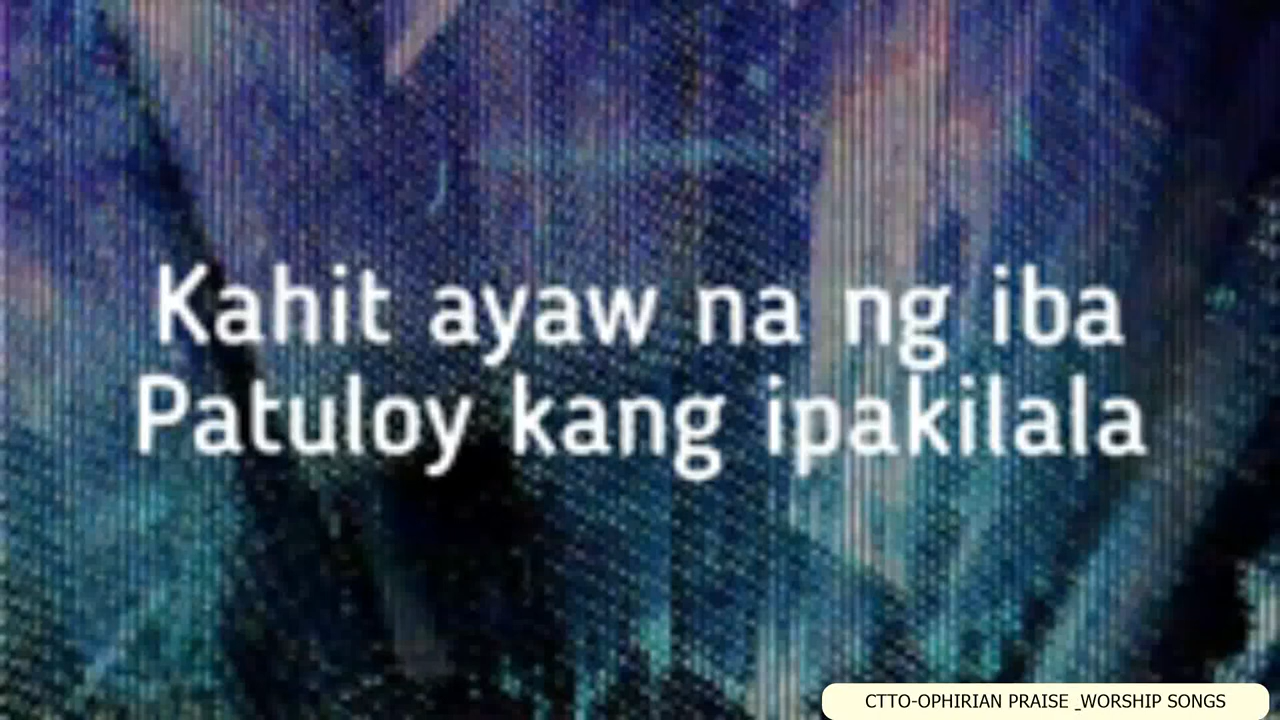 Kahit ayaw na ng iba
Patuloy kang ipakilala
CTTO-OPHIRIAN PRAISE _WORSHIP SONGS